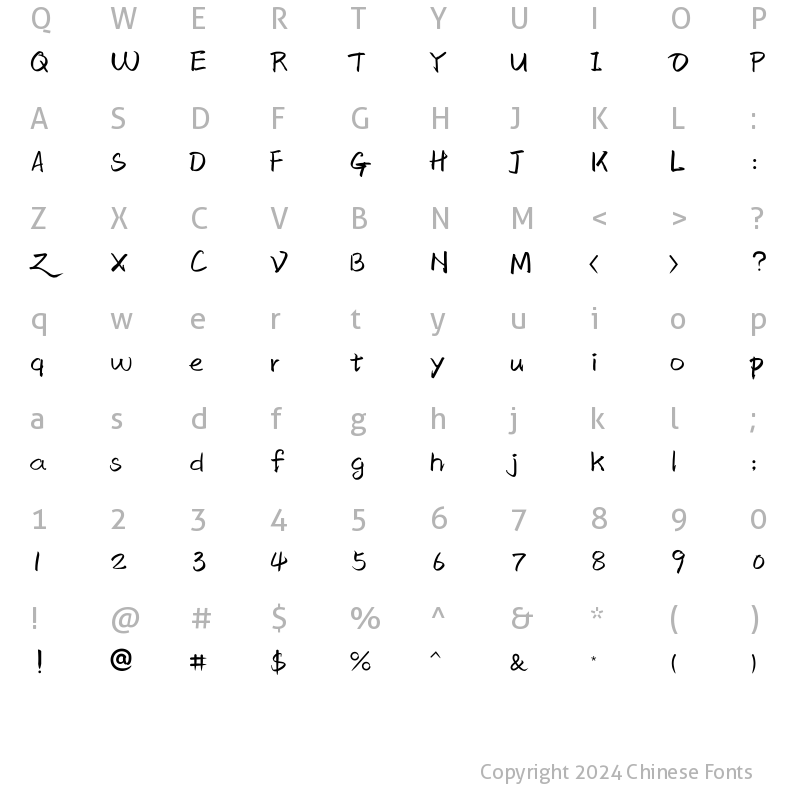 Q W E R T Y U I O P
Q W E R T Y U I O P
A S D F G H J K L :
A S D F G H J K L :
Z X C V B N M < > ?
Z X C V B N M < > ?
q w e r t y u i o p
q w e r t y u i o p
a s d f g h j k l ;
a s d f g h j k l ;
1 2 3 4 5 6 7 8 9 0
1 2 3 4 5 6 7 8 9 0
! @ # $ % ^ & * ( )
! @ # $ % ^ & * ( )
Copyright 2024 Chinese Fonts